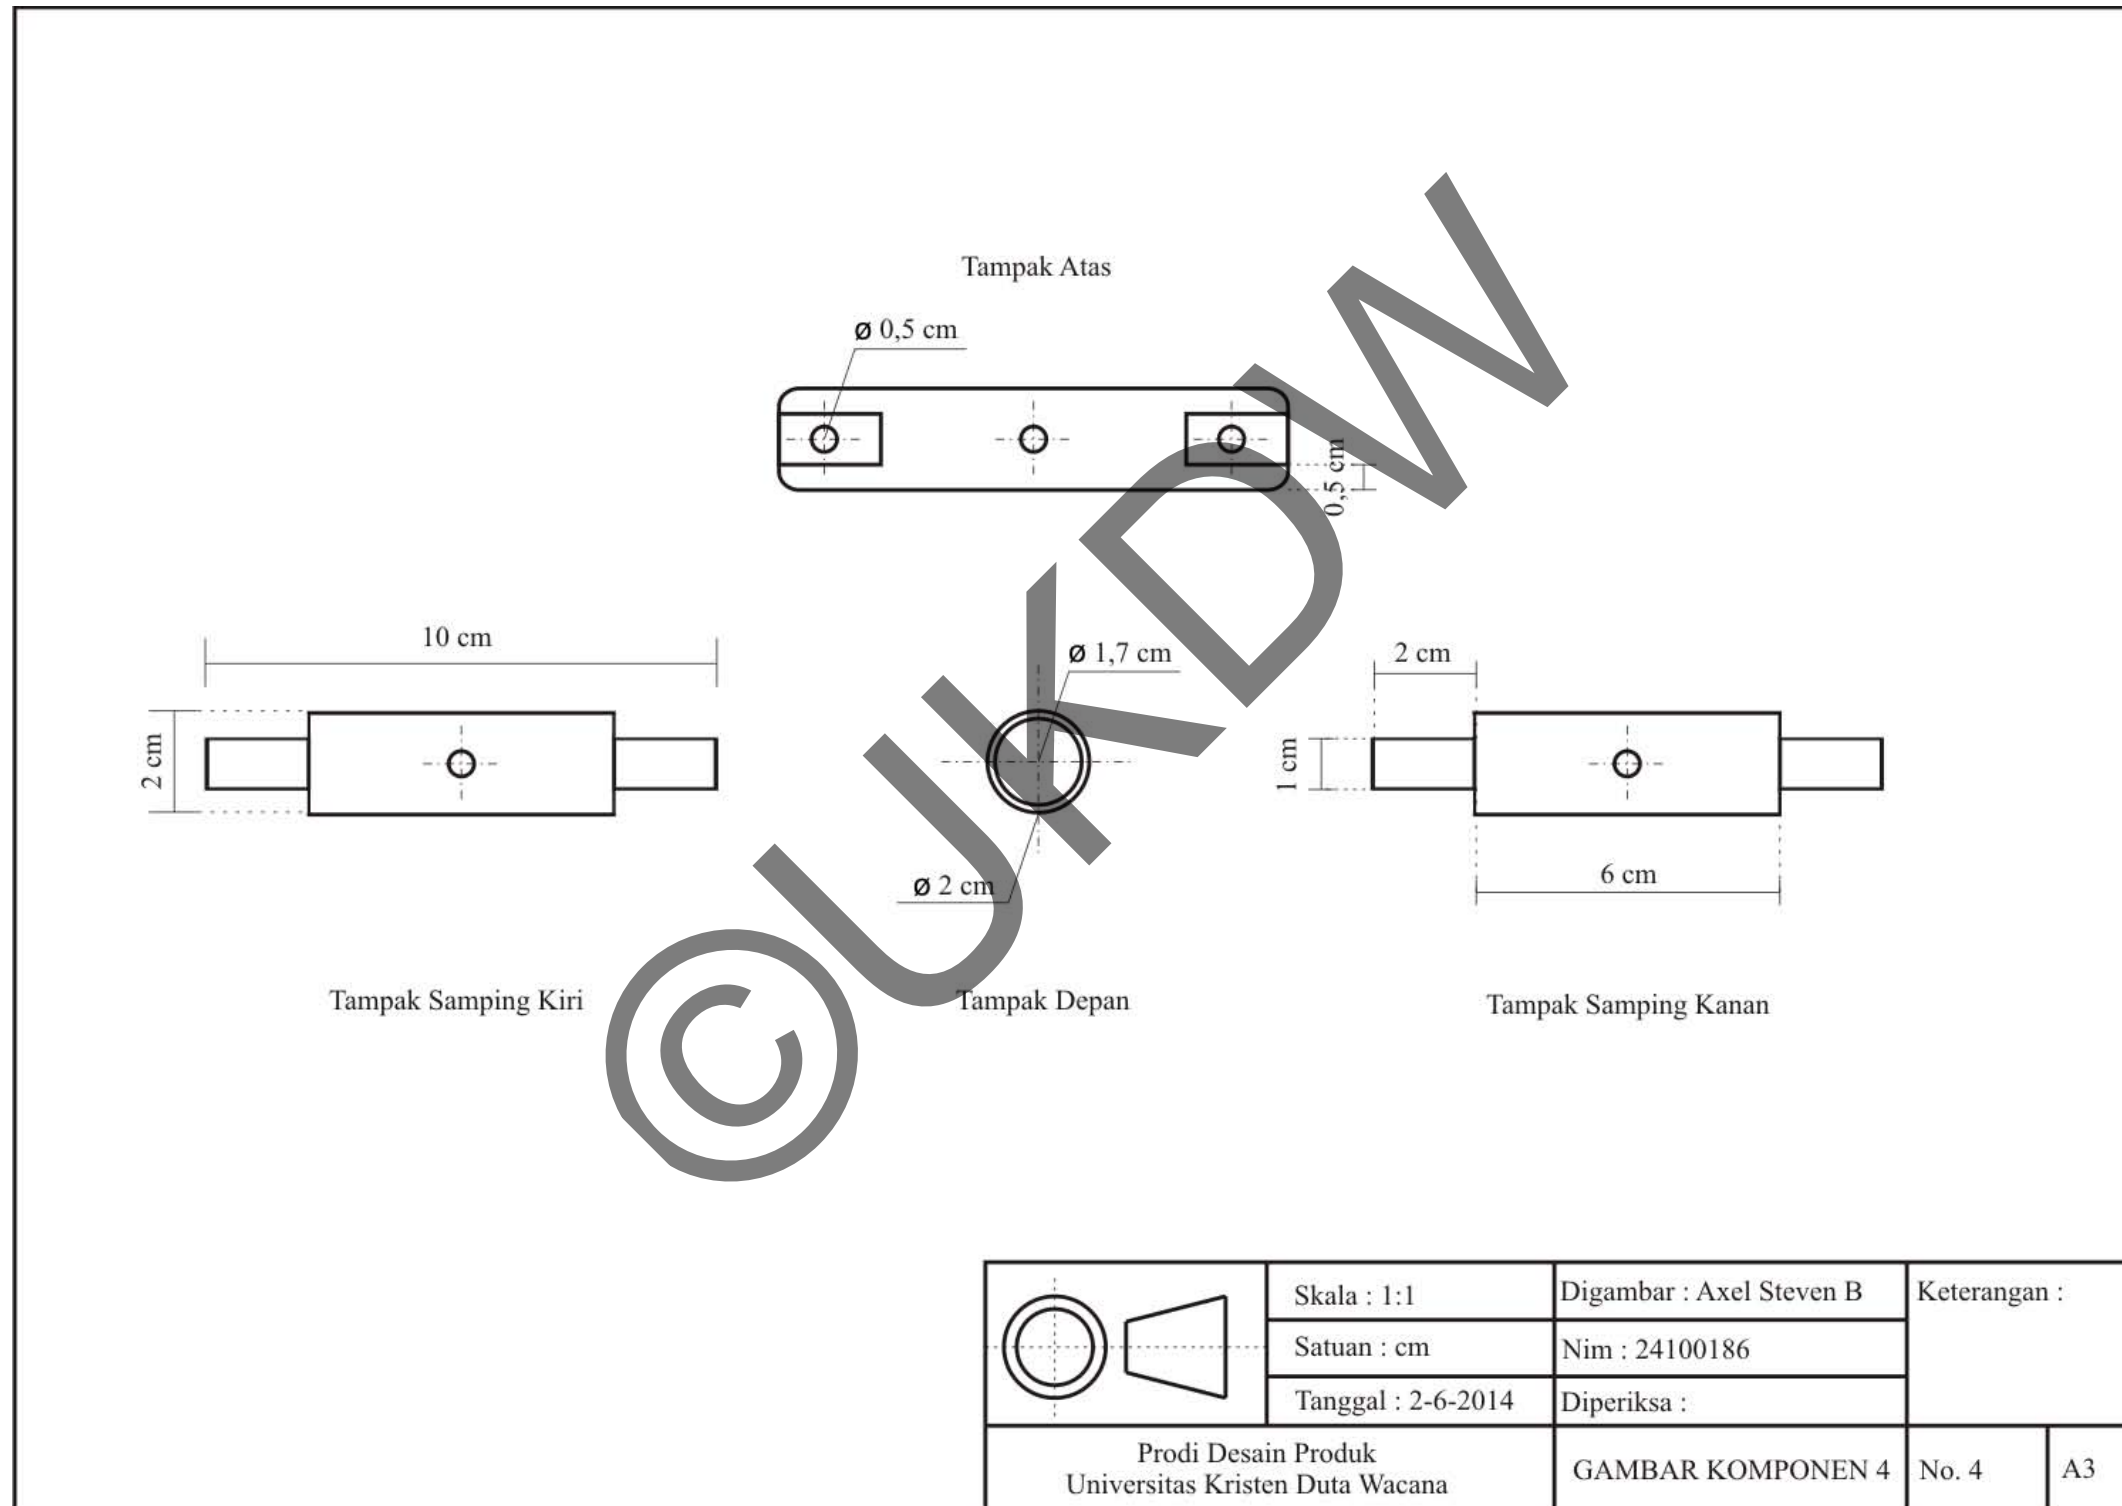 Tampak Atas
ø 0,5 cm
0,5 cm
10 cm
2 cm
ø 1,7 cm
ø 2 cm
2 cm
1 cm
6 cm
Tampak Samping Kiri
Tampak Depan
Tampak Samping Kanan
©UKDW
Skala : 1:1
Digambar : Axel Steven B
Keterangan :
Satuan : cm
Nim : 24100186
Tanggal : 2-6-2014
Diperiksa :
Prodi Desain Produk
Universitas Kristen Duta Wacana
GAMBAR KOMPONEN 4
No. 4
A3